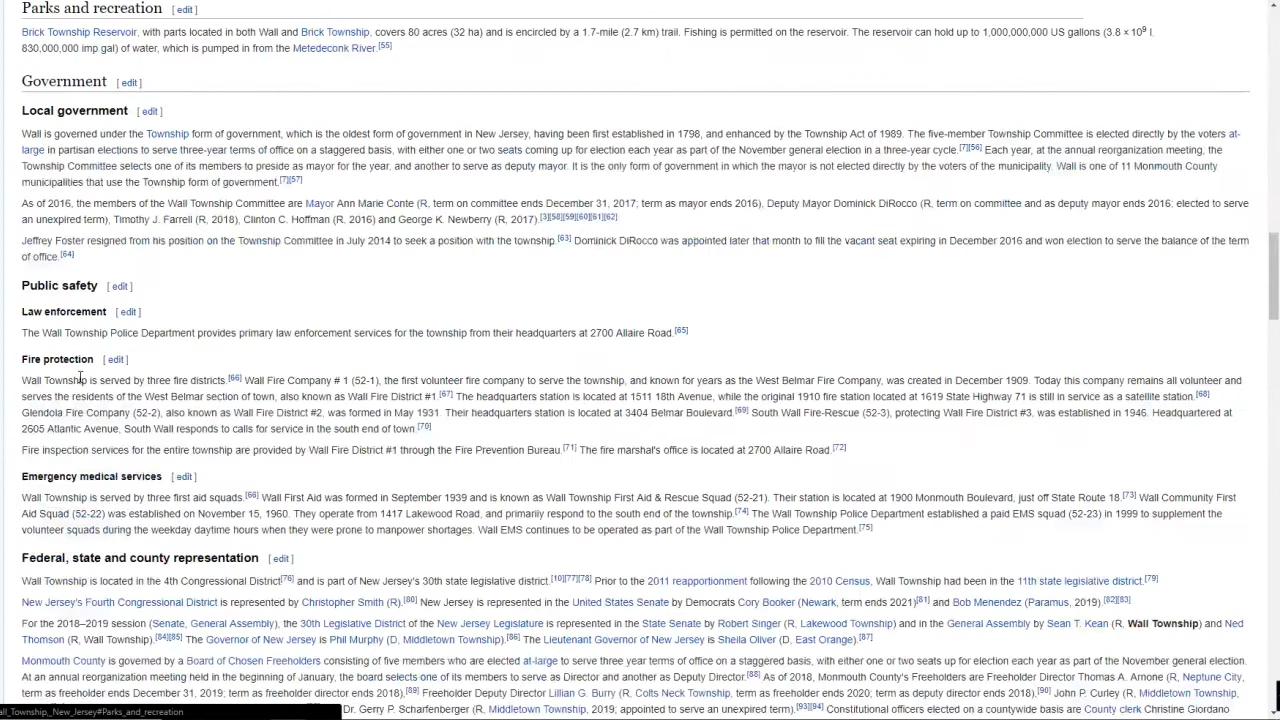 Parks and recreation [ edit ]
Brick Township Reservoir, with parts located in both Wall and Brick Township, covers 80 acres (32 ha) and is encircled by a 1.7-mile (2.7 km) trail. Fishing is permitted on the reservoir. The reservoir can hold up to 1,000,000,000 US gallons (3.8 × 10⁹ l.
830,000,000 imp gal) of water, which is pumped in from the Metedeconk River.[55]
Government [ edit ]
Local government [ edit ]
Wall is governed under the Township form of government, which is the oldest form of government in New Jersey, having been first established in 1798, and enhanced by the Township Act of 1989. The five-member Township Committee is elected directly by the voters at-
large in partisan elections to serve three-year terms of office on a staggered basis, with either one or two seats coming up for election each year as part of the November general election in a three-year cycle.[7][56] Each year, at the annual reorganization meeting, the
Township Committee selects one of its members to preside as mayor for the year, and another to serve as deputy mayor. It is the only form of government in which the mayor is not elected directly by the voters of the municipality. Wall is one of 11 Monmouth County
municipalities that use the Township form of government.[7][57]
As of 2016, the members of the Wall Township Committee are Mayor Ann Marie Conte (R, term on committee ends December 31, 2017; term as mayor ends 2016), Deputy Mayor Dominick DiRocco (R, term on committee and as deputy mayor ends 2016; elected to serve
an unexpired term), Timothy J. Farrell (R, 2018), Clinton C. Hoffman (R. 2016) and George K. Newberry (R, 2017).[3][58][59][60][61][62]
Jeffrey Foster resigned from his position on the Township Committee in July 2014 to seek a position with the township.[63] Dominick DiRocco was appointed later that month to fill the vacant seat expiring in December 2016 and won election to serve the balance of the term
of office.[64]
Public safety [ edit ]
Law enforcement [ edit ]
The Wall Township Police Department provides primary law enforcement services for the township from their headquarters at 2700 Allaire Road.[65]
Fire protection [ edit ]
Wall Township is served by three fire districts.[66] Wall Fire Company # 1 (52-1), the first volunteer fire company to serve the township, and known for years as the West Belmar Fire Company, was created in December 1909. Today this company remains all volunteer and
serves the residents of the West Belmar section of town, also known as Wall Fire District #1.[67] The headquarters station is located at 1511 18th Avenue, while the original 1910 fire station located at 1619 State Highway 71 is still in service as a satellite station.[68]
Glendola Fire Company (52-2), also known as Wall Fire District #2, was formed in May 1931. Their headquarters station is located at 3404 Belmar Boulevard.[69] South Wall Fire-Rescue (52-3), protecting Wall Fire District #3, was established in 1946. Headquartered at
2605 Atlantic Avenue, South Wall responds to calls for service in the south end of town.[70]
Fire inspection services for the entire township are provided by Wall Fire District #1 through the Fire Prevention Bureau.[71] The fire marshal's office is located at 2700 Allaire Road.[72]
Emergency medical services [ edit ]
Wall Township is served by three first aid squads.[66] Wall First Aid was formed in September 1939 and is known as Wall Township First Aid & Rescue Squad (52-21). Their station is located at 1900 Monmouth Boulevard, just off State Route 18.[73] Wall Community First
Aid Squad (52-22) was established on November 15, 1960. They operate from 1417 Lakewood Road, and primarily respond to the south end of the township.[74] The Wall Township Police Department established a paid EMS squad (52-23) in 1999 to supplement the
volunteer squads during the weekday daytime hours when they were prone to manpower shortages. Wall EMS continues to be operated as part of the Wall Township Police Department.[75]
Federal, state and county representation [ edit ]
Wall Township is located in the 4th Congressional District[76] and is part of New Jersey's 30th state legislative district.[10][77][78] Prior to the 2011 reapportionment following the 2010 Census, Wall Township had been in the 11th state legislative district.[79]
New Jersey's Fourth Congressional District is represented by Christopher Smith (R).[80] New Jersey is represented in the United States Senate by Democrats Cory Booker (Newark, term ends 2021)[81] and Bob Menendez (Paramus, 2019).[82][83]
For the 2018–2019 session (Senate, General Assembly), the 30th Legislative District of the New Jersey Legislature is represented in the State Senate by Robert Singer (R, Lakewood Township) and in the General Assembly by Sean T. Kean (R, Wall Township) and Ned
Thomson (R, Wall Township).[84][85] The Governor of New Jersey is Phil Murphy (D, Middletown Township).[86] The Lieutenant Governor of New Jersey is Sheila Oliver (D, East Orange).[87]
Monmouth County is governed by a Board of Chosen Freeholders consisting of five members who are elected at-large to serve three year terms of office on a staggered basis, with either one or two seats up for election each year as part of the November general election.
At an annual reorganization meeting held in the beginning of January, the board selects one of its members to serve as Director and another as Deputy Director.[88] As of 2018, Monmouth County's Freeholders are Freeholder Director Thomas A. Arnone (R, Neptune City,
term as freeholder ends December 31, 2019; term as freeholder director ends 2018).[89] Freeholder Deputy Director Lillian G. Burry (R, Colts Neck Township, term as freeholder ends 2020; term as deputy director ends 2018).[90] John P. Curley (R, Middletown Township,
Dr. Gerry P. Scharfenberger (R, Middletown Township, 2019; appointed to serve an unexpired term).[93][94] Constitutional officers elected on a countywide basis are County clerk Christine Giordano
all_Township,_New_Jersey#Parks_and_recreation